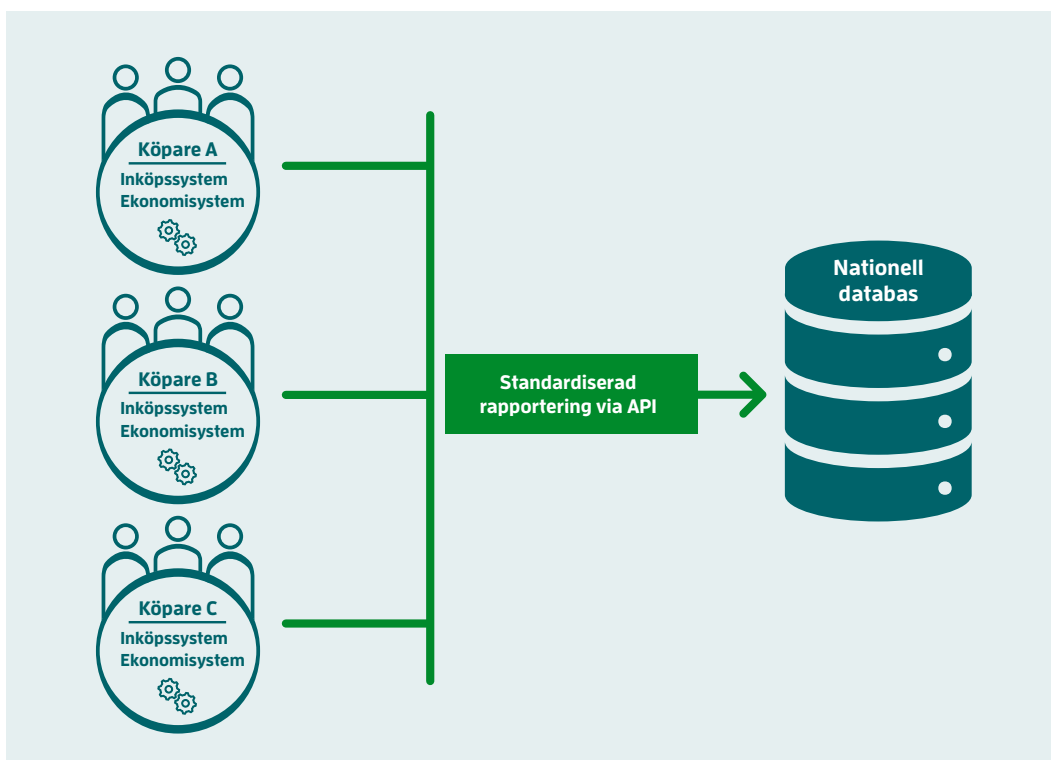 Köpare A
Inköpssystem
Ekonomisystem
Köpare B
Inköpssystem
Ekonomisystem
Köpare C
Inköpssystem
Ekonomisystem
Standardiserad
rapportering via API
Nationell
databas